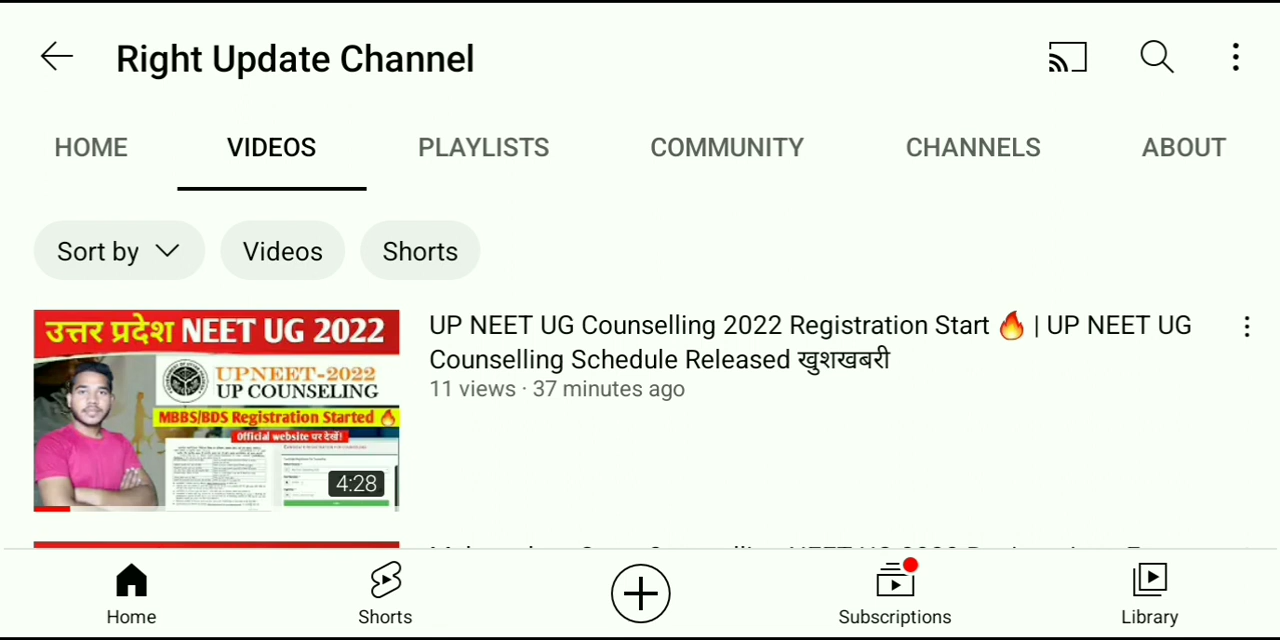 Right Update Channel
HOME VIDEOS PLAYLISTS COMMUNITY CHANNELS ABOUT
Sort by Videos Shorts
उत्तर प्रदेश NEET UG 2022
UPNEET-2022
UP COUNSELING
MBBS/BDS Registration Started 🔥
Official website पर देखें!
4:28
UP NEET UG Counselling 2022 Registration Start 🔥 | UP NEET UG
Counselling Schedule Released खुशखबरी
11 views · 37 minutes ago
Home Shorts Subscriptions Library